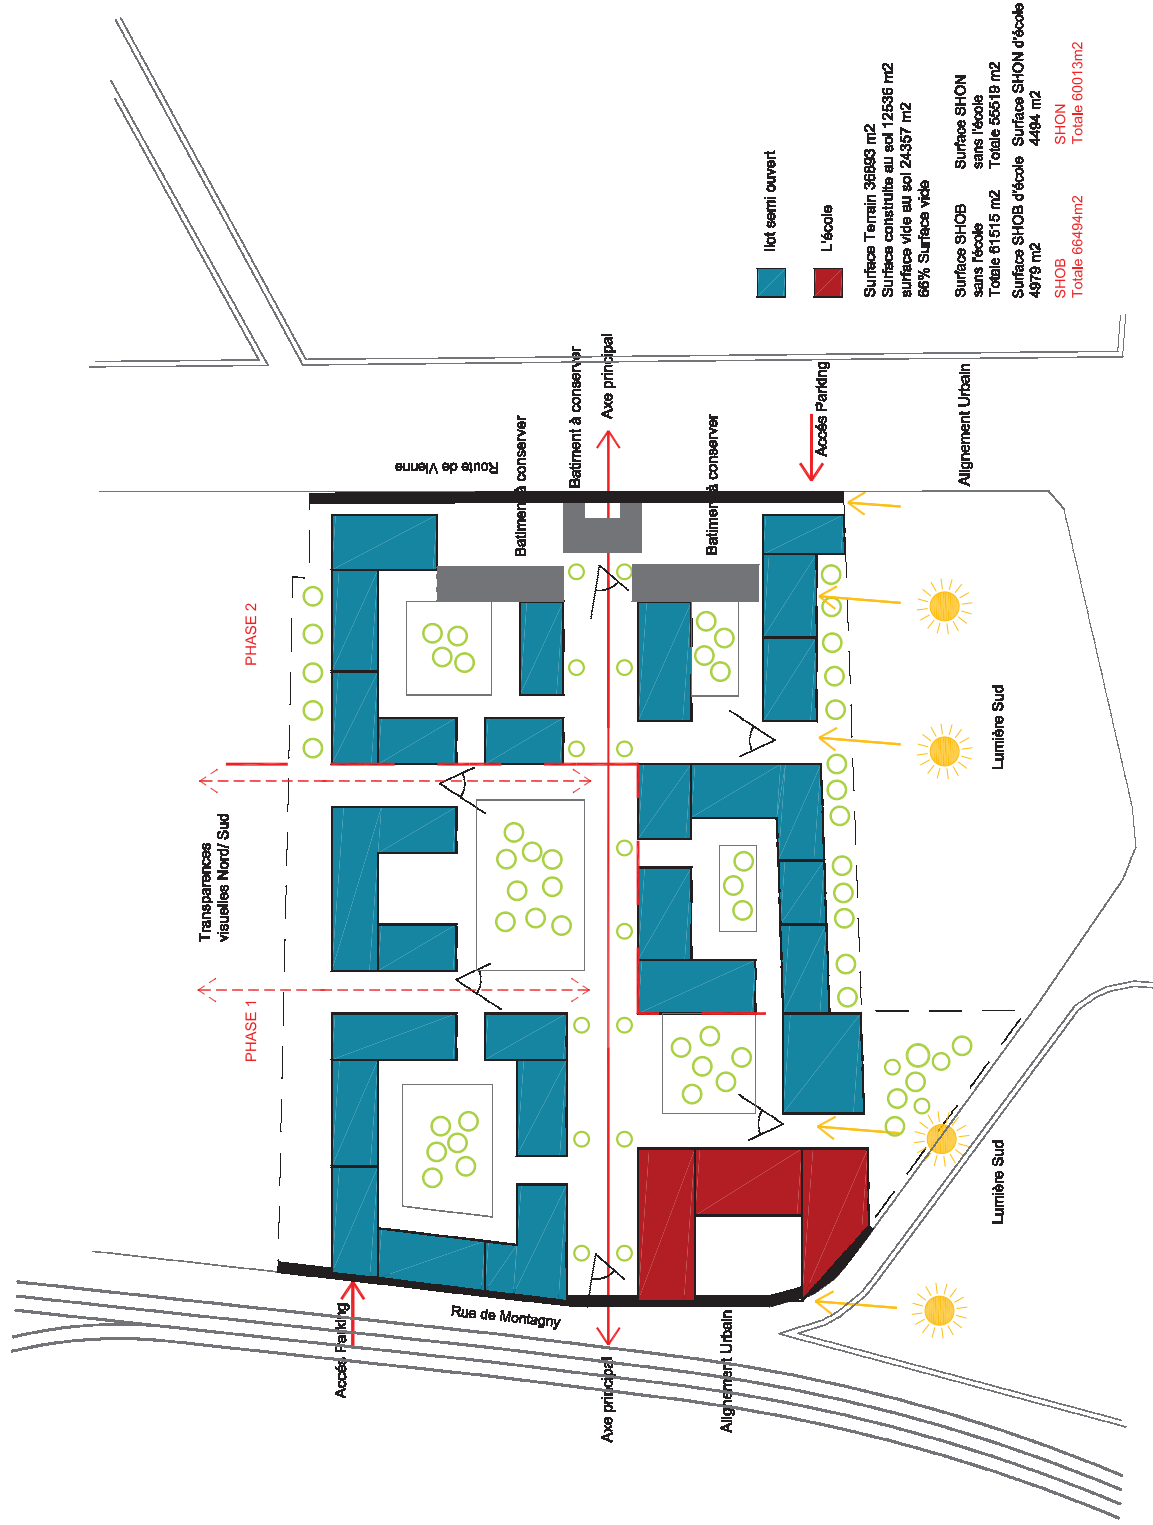 PHASE 1
Transparences
visuelles Nord/ Sud
PHASE 2
Accés Parking
Rue de Montagny
Axe principal
Alignement Urbain
Route de Vienne
Batiment à conserver
Batiment à conserver
Axe principal
Batiment à conserver
Accés Parking
Alignement Urbain
Lumière Sud
Lumière Sud
Ilot semi ouvert
L'école
Surface Terrain 36893 m2
Surface construite au sol 12536 m2
surface vide au sol 24357 m2
66% Surface vide
Surface SHOB
sans l'école
Totale 61515 m2
Surface SHOB d'école
4979 m2
SHOB
Totale 66494m2
Surface SHON
sans l'école
Totale 55519 m2
Surface SHON d'école
4494 m2
SHON
Totale 60013m2